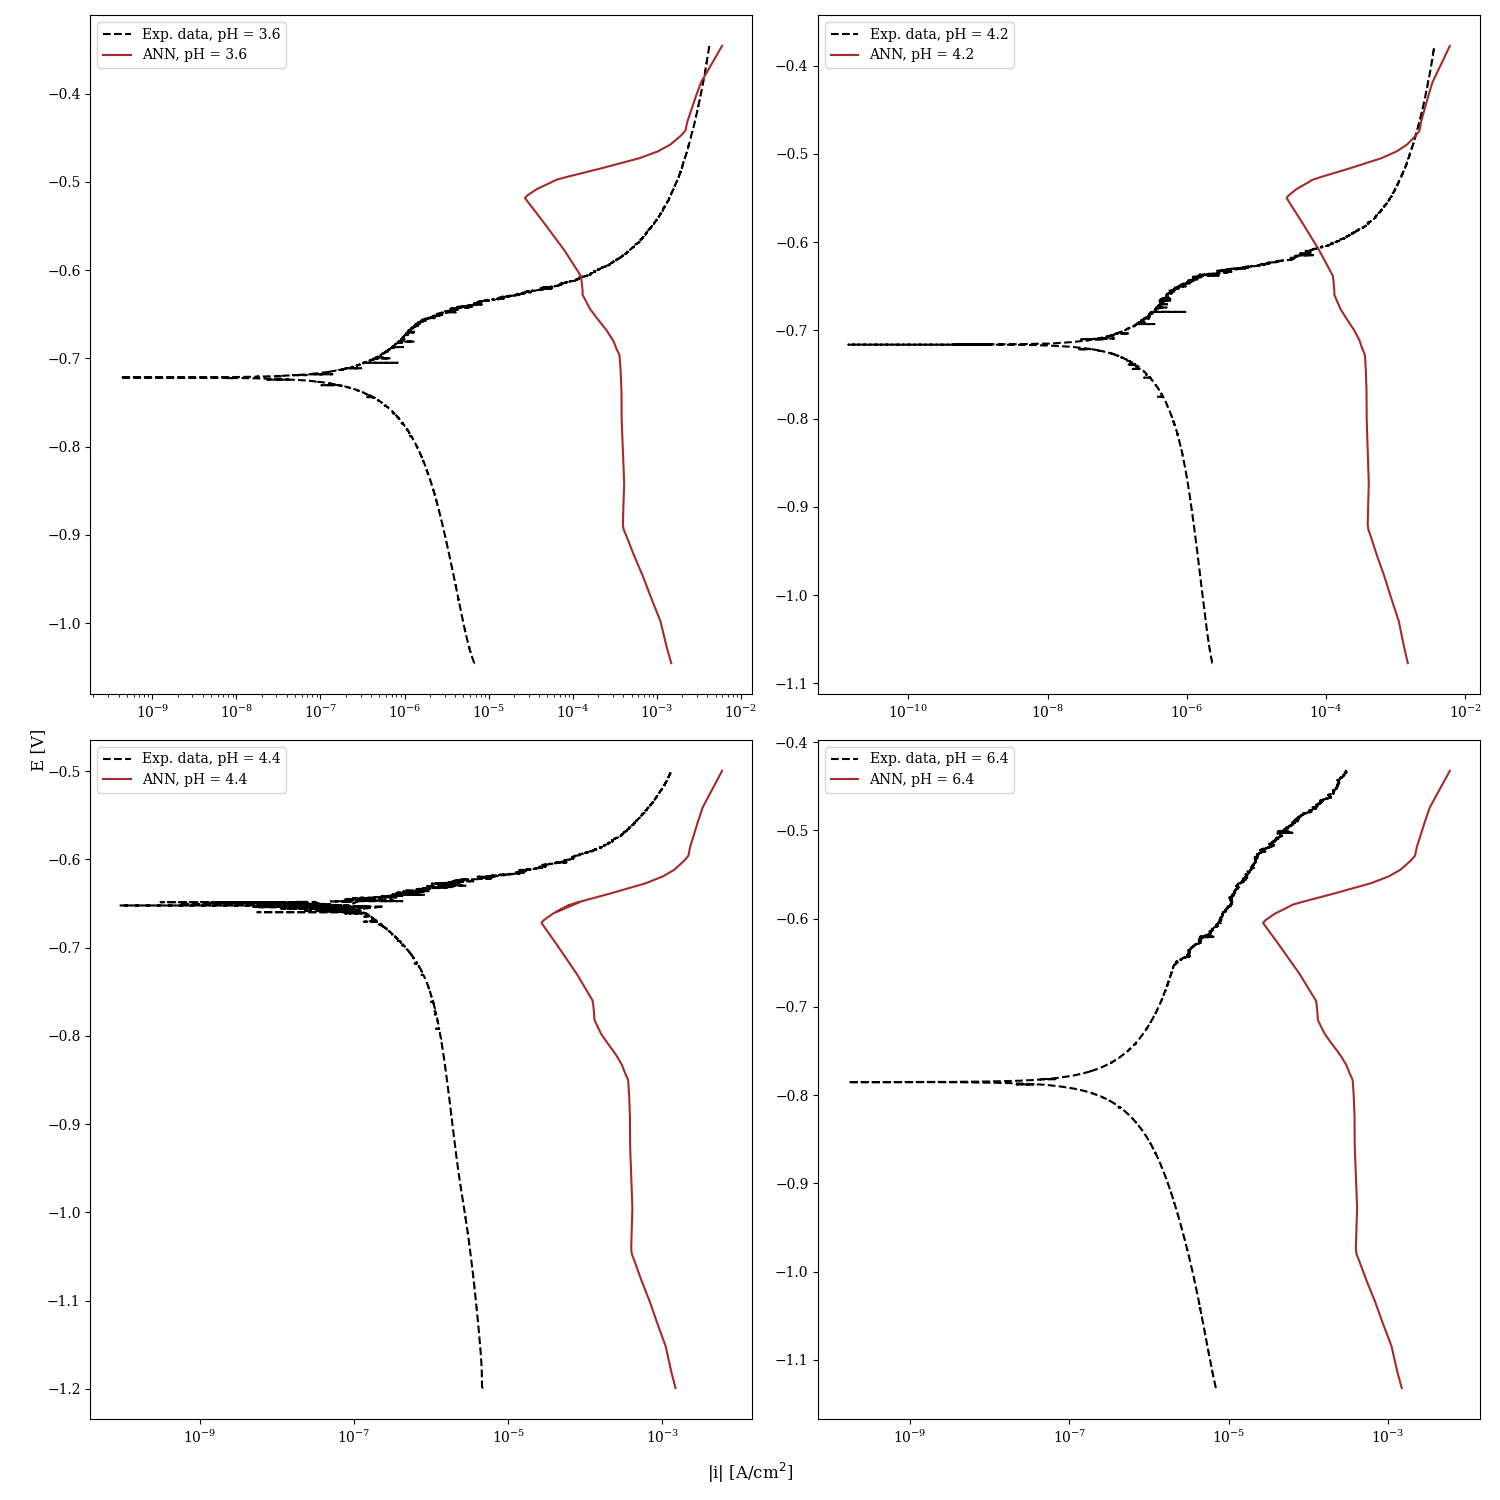 Exp. data, pH = 3.6
ANN, pH = 3.6
−0.4
−0.5
−0.6
−0.7
−0.8
−0.9
−1.0
10⁻⁹ 10⁻⁸ 10⁻⁷ 10⁻⁶ 10⁻⁵ 10⁻⁴ 10⁻³ 10⁻²
Exp. data, pH = 4.2
ANN, pH = 4.2
−0.4
−0.5
−0.6
−0.7
−0.8
−0.9
−1.0
−1.1
10⁻¹⁰ 10⁻⁸ 10⁻⁶ 10⁻⁴ 10⁻²
E [V]
Exp. data, pH = 4.4
ANN, pH = 4.4
−0.5
−0.6
−0.7
−0.8
−0.9
−1.0
−1.1
−1.2
10⁻⁹ 10⁻⁷ 10⁻⁵ 10⁻³
Exp. data, pH = 6.4
ANN, pH = 6.4
−0.4
−0.5
−0.6
−0.7
−0.8
−0.9
−1.0
−1.1
10⁻⁹ 10⁻⁷ 10⁻⁵ 10⁻³
|i| [A/cm²]